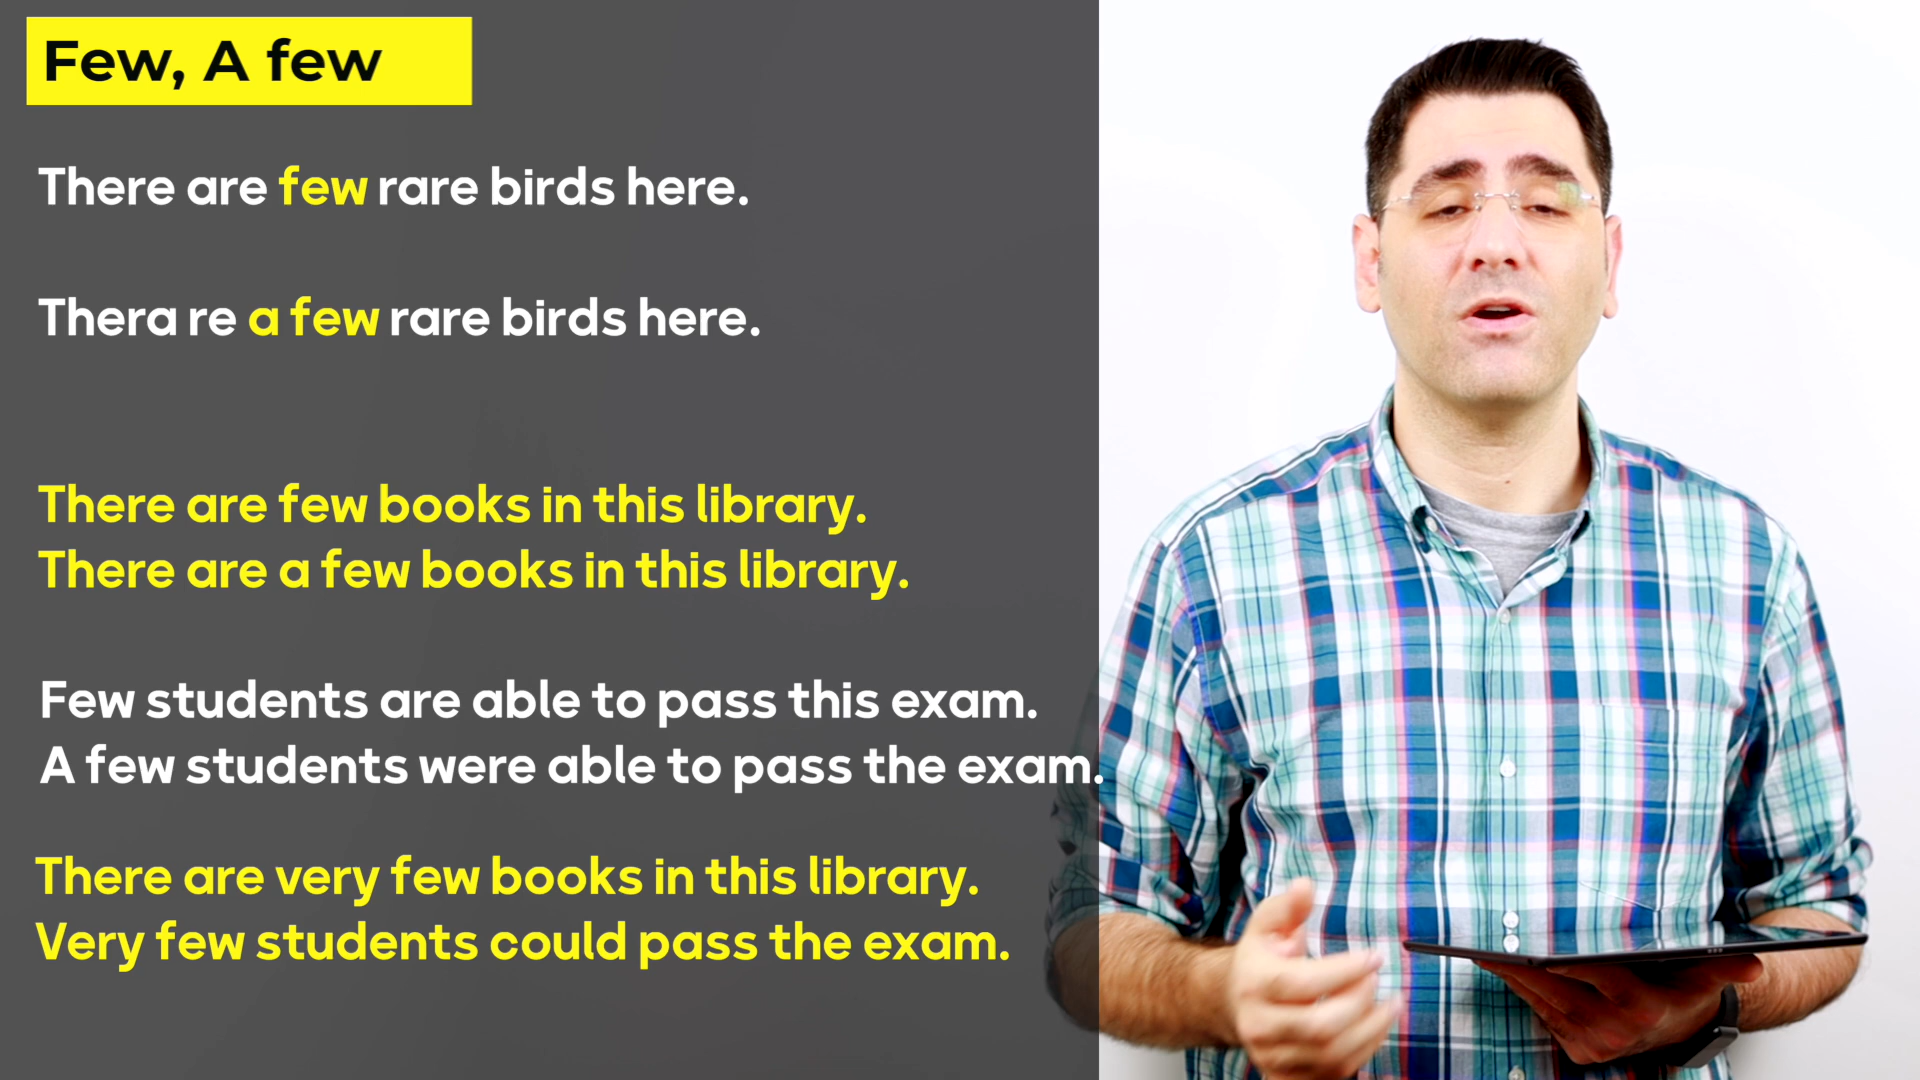 Few, A few
There are few rare birds here.
Thera re a few rare birds here.
There are few books in this library.
There are a few books in this library.
Few students are able to pass this exam.
A few students were able to pass the exam.
There are very few books in this library.
Very few students could pass the exam.